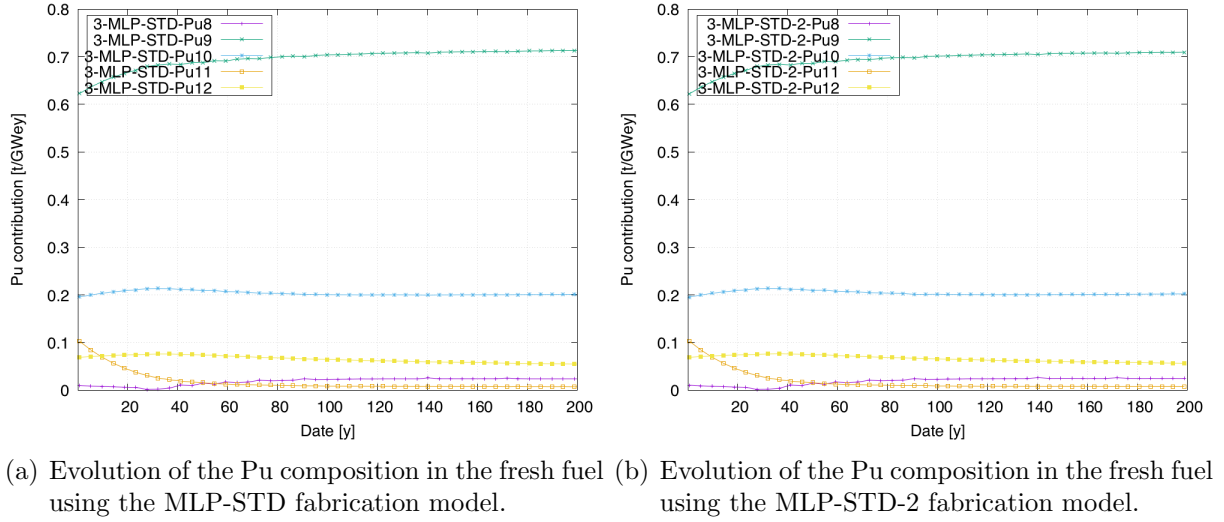 0.8
0.7
0.6
0.5
0.4
0.3
0.2
0.1
0
Pu contribution [t/GWey]
3-MLP-STD-Pu8
3-MLP-STD-Pu9
3-MLP-STD-Pu10
3-MLP-STD-Pu11
3-MLP-STD-Pu12
20 40 60 80 100 120 140 160 180 200
Date [y]
(a) Evolution of the Pu composition in the fresh fuel
using the MLP-STD fabrication model.
0.8
0.7
0.6
0.5
0.4
0.3
0.2
0.1
0
Pu contribution [t/GWey]
3-MLP-STD-2-Pu8
3-MLP-STD-2-Pu9
3-MLP-STD-2-Pu10
3-MLP-STD-2-Pu11
3-MLP-STD-2-Pu12
20 40 60 80 100 120 140 160 180 200
Date [y]
(b) Evolution of the Pu composition in the fresh fuel
using the MLP-STD-2 fabrication model.